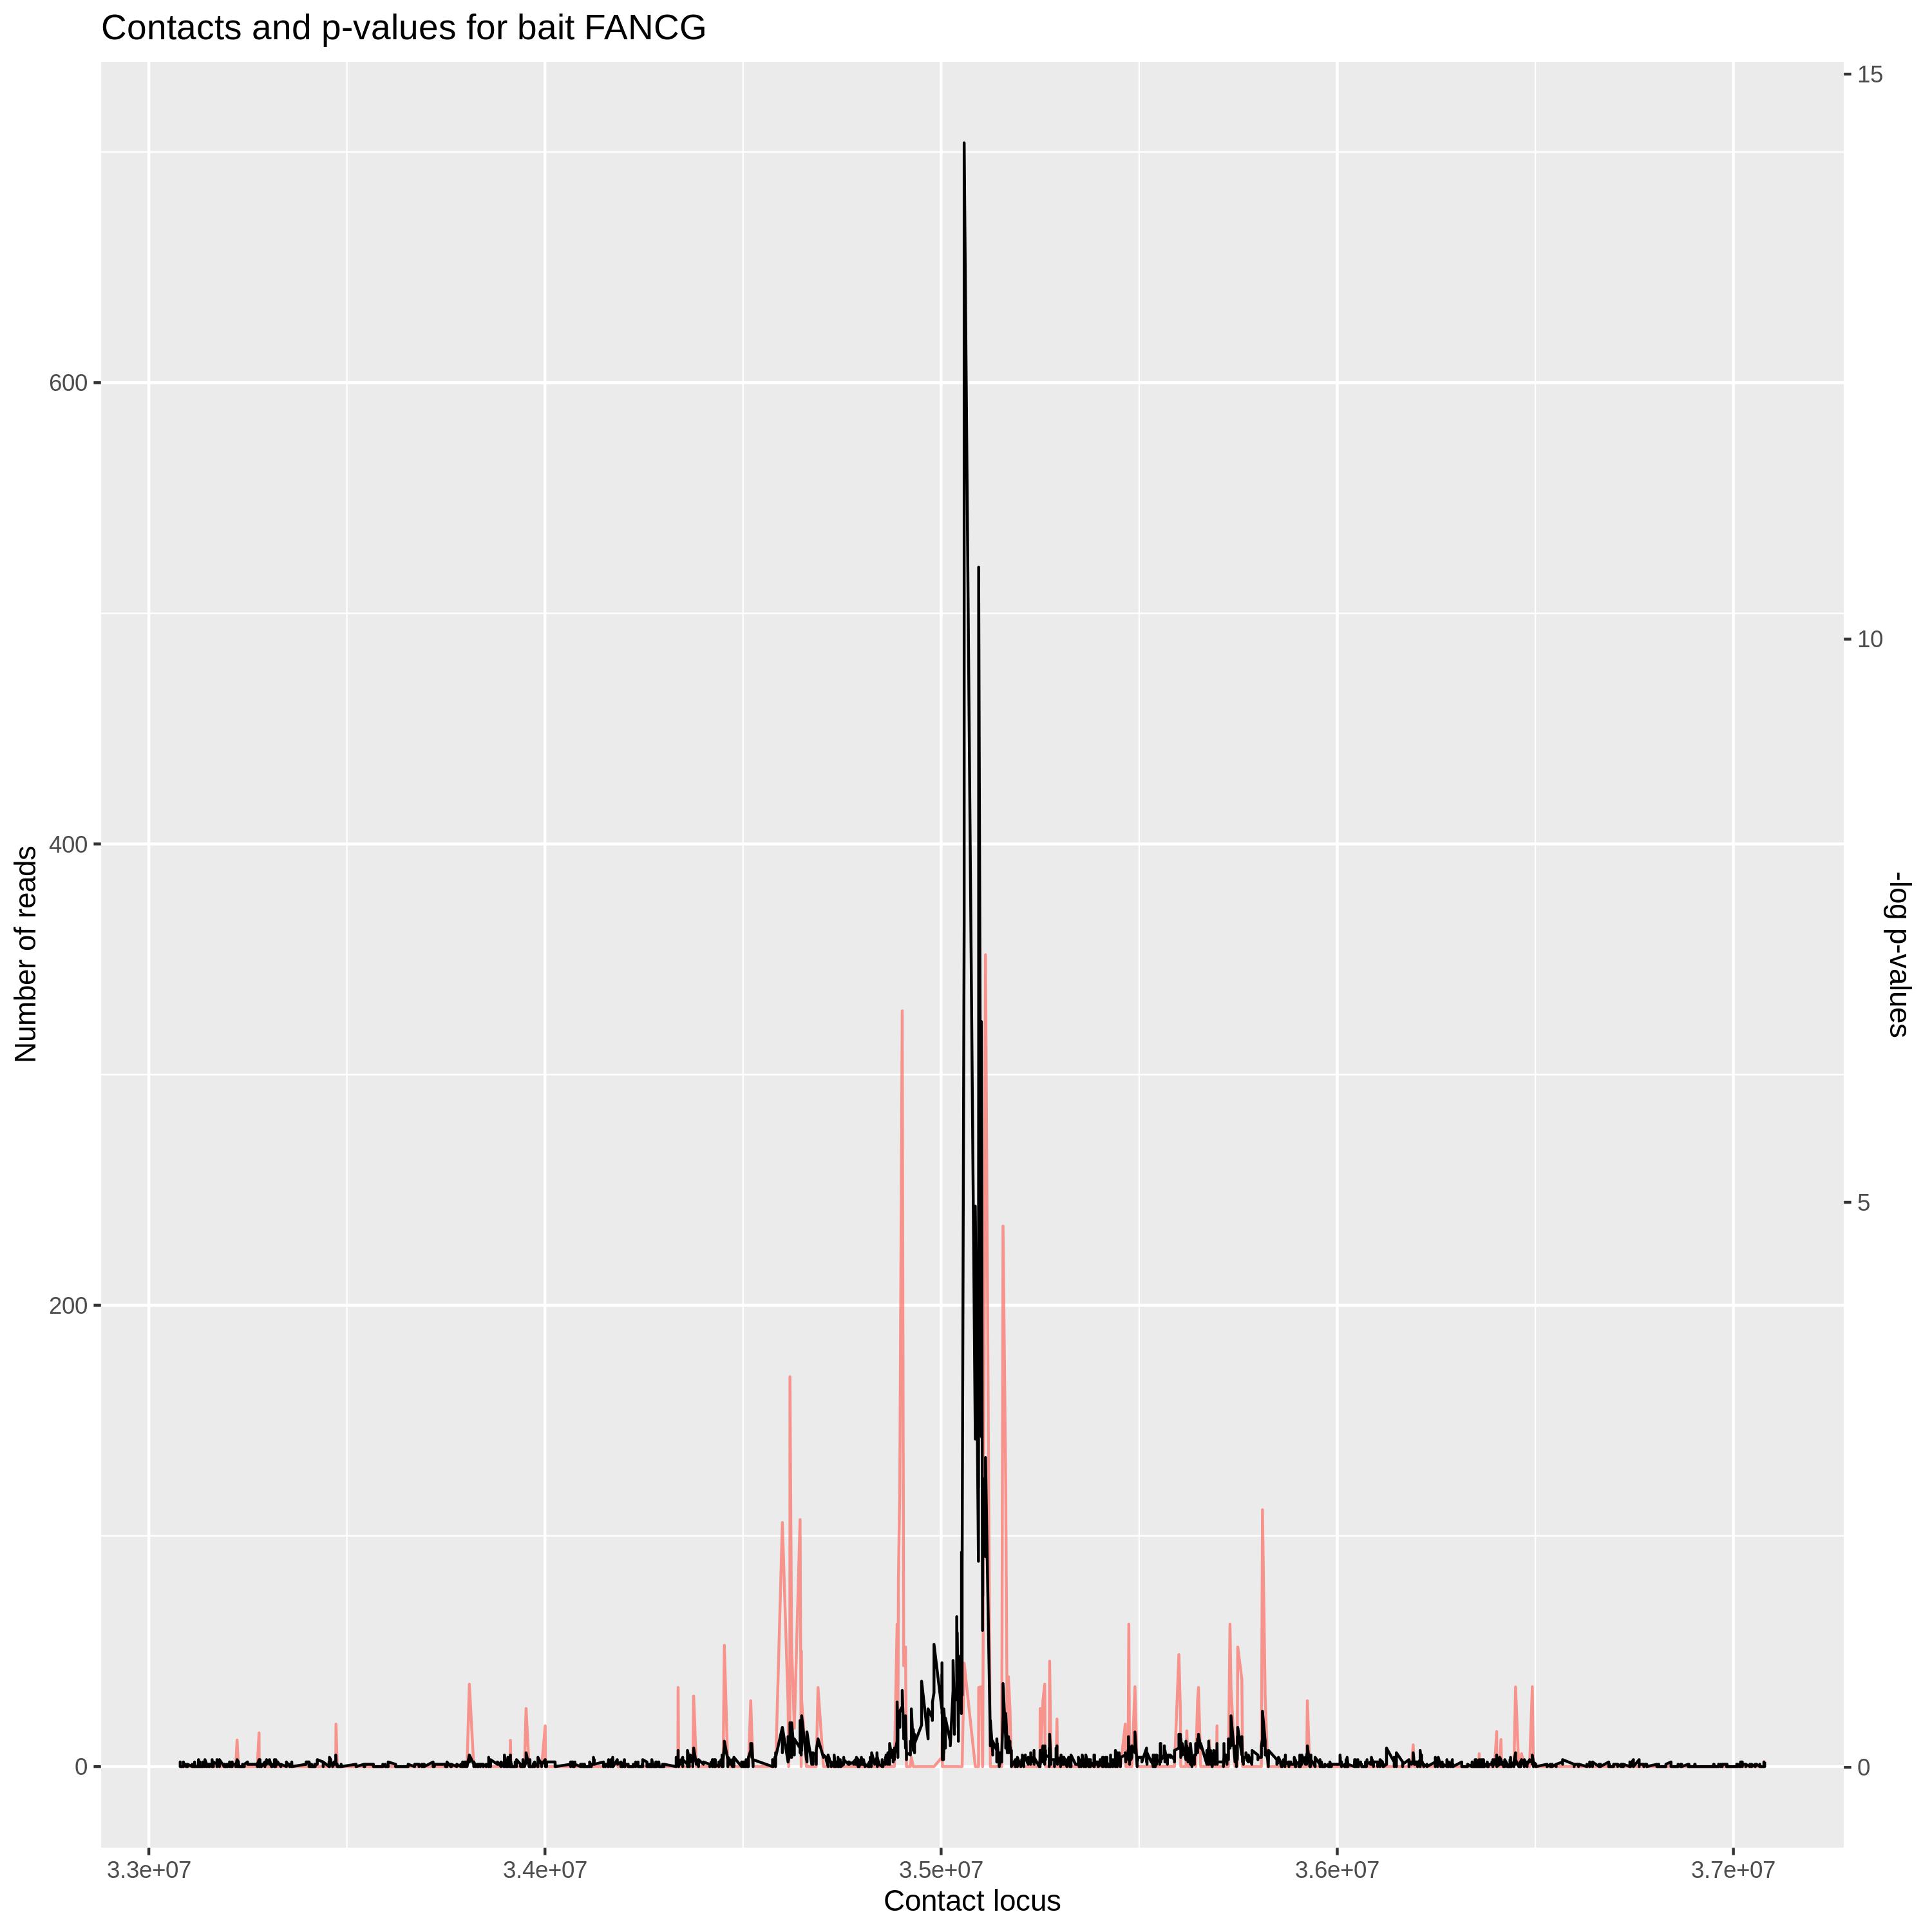 Contacts and p-values for bait FANCG
15
600
10
400
Number of reads
-log p-values
5
200
0
0
3.3e+07
3.4e+07
3.5e+07
3.6e+07
3.7e+07
Contact locus